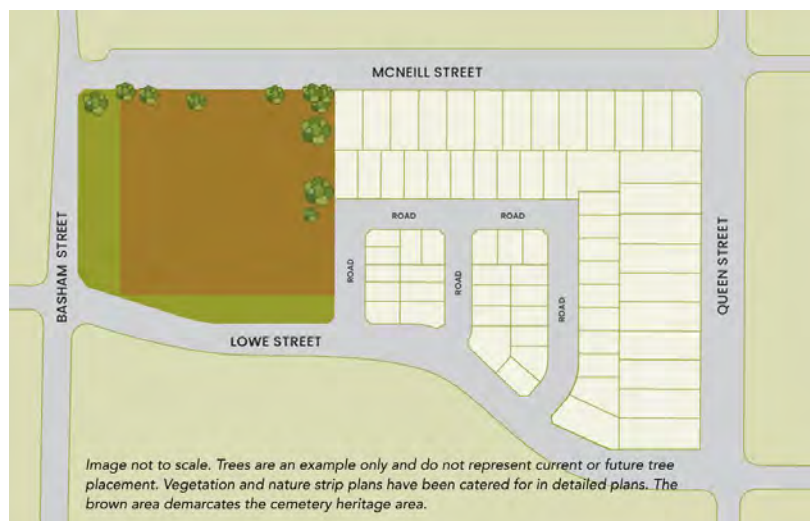 MCNEILL STREET
BASHAM STREET
QUEEN STREET
ROAD
ROAD
ROAD
ROAD
ROAD
LOWE STREET
Image not to scale. Trees are an example only and do not represent current or future tree
placement. Vegetation and nature strip plans have been catered for in detailed plans. The
brown area demarcates the cemetery heritage area.